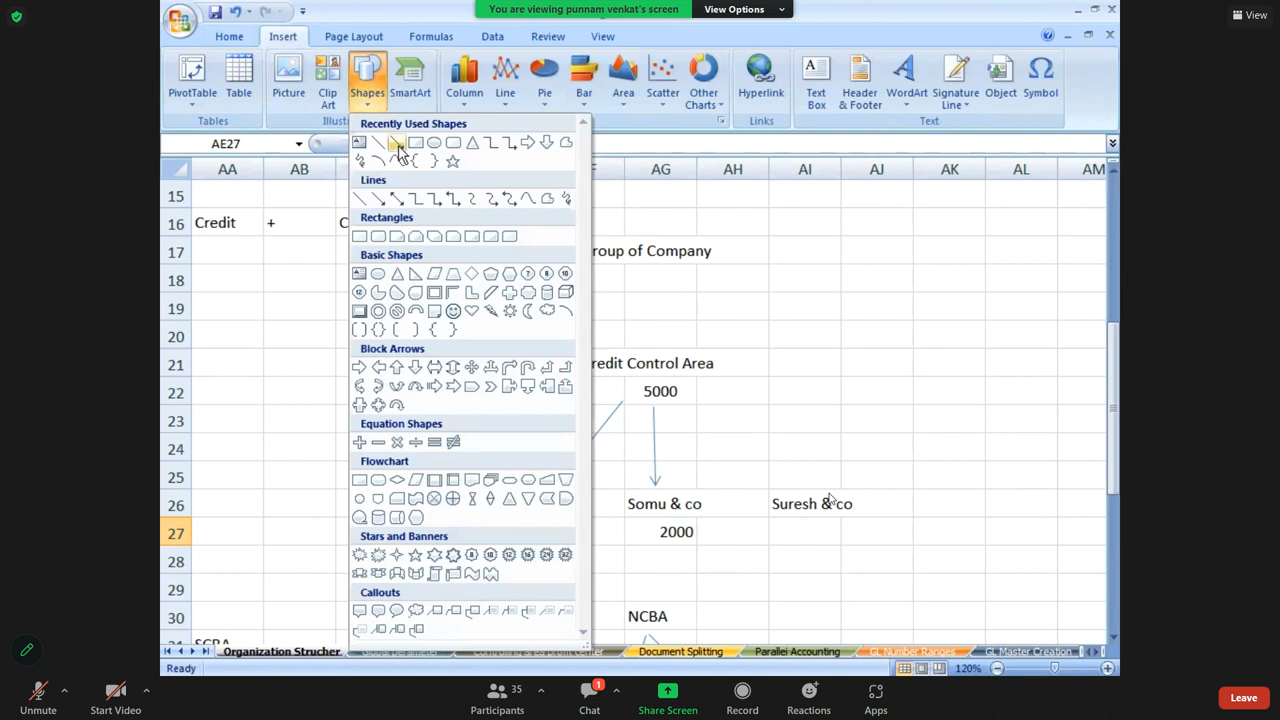 You are viewing punnam venkat's screen
View Options
View
Home
Insert
Page Layout
Formulas
Data
Review
View
PivotTable
Table
Picture
Clip Art
Shapes
SmartArt
Column
Line
Pie
Bar
Area
Scatter
Other Charts
Hyperlink
Text Box
Header & Footer
WordArt
Signature Line
Object
Symbol
Tables
Links
Text
AE27
Recently Used Shapes
Lines
Rectangles
Basic Shapes
Block Arrows
Equation Shapes
Flowchart
Stars and Banners
Callouts
AA AB AG AH AI AJ AK AL AM
15
16 Credit +
17 roup of Company
18
19
20
21 redit Control Area
22 5000
23
24
25
26 Somu & co Suresh & co
27 2000
28
29
30 NCBA
Organization Strucher
Document Splitting
Parallel Accounting
GL Number Ranges
GL Master Creation
Ready
120%
Unmute
Start Video
35
Participants
1
Chat
Share Screen
Record
Reactions
Apps
Leave